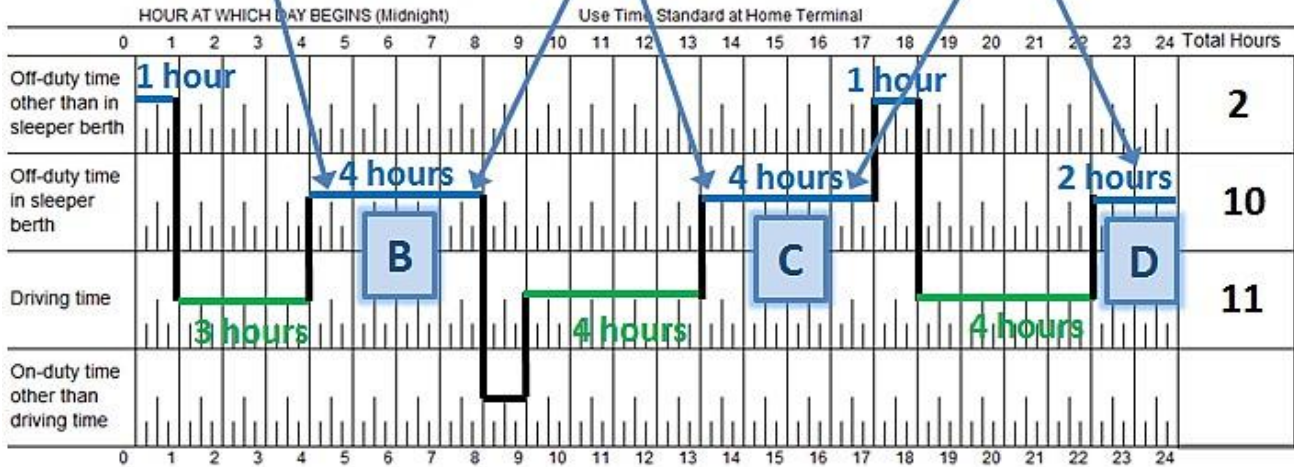 HOUR AT WHICH DAY BEGINS (Midnight) Use Time Standard at Home Terminal
0 1 2 3 4 5 6 7 8 9 10 11 12 13 14 15 16 17 18 19 20 21 22 23 24 Total Hours
Off-duty time
other than in
sleeper berth
1 hour
1 hour
2
Off-duty time
in sleeper
berth
4 hours
4 hours
2 hours
10
B
C
D
Driving time
3 hours
4 hours
4 hours
11
On-duty time
other than
driving time
0 1 2 3 4 5 6 7 8 9 10 11 12 13 14 15 16 17 18 19 20 21 22 23 24